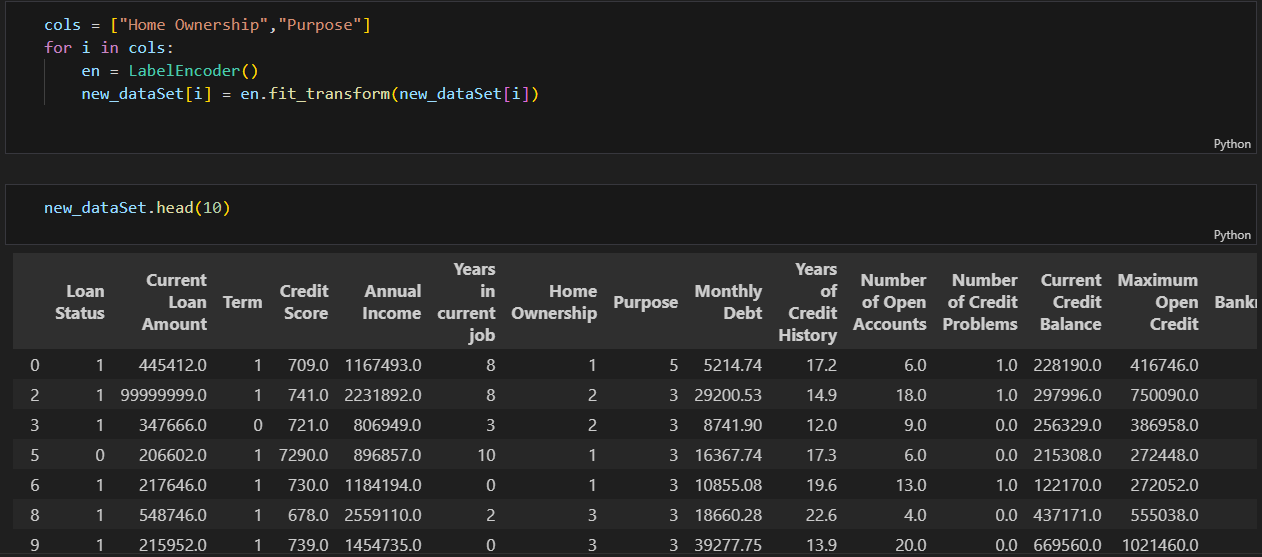 cols = ["Home Ownership","Purpose"]
for i in cols:
    en = LabelEncoder()
    new_dataSet[i] = en.fit_transform(new_dataSet[i])
Python
new_dataSet.head(10)
Python
Loan Status Current Loan Amount Term Credit Score Annual Income Years in current job Home Ownership Purpose Monthly Debt Years of Credit History Number of Open Accounts Number of Credit Problems Current Credit Balance Maximum Open Credit
0 1 445412.0 1 709.0 1167493.0 8 1 5 5214.74 17.2 6.0 1.0 228190.0 416746.0
2 1 99999999.0 1 741.0 2231892.0 8 2 3 29200.53 14.9 18.0 1.0 297996.0 750090.0
3 1 347666.0 0 721.0 806949.0 3 2 3 8741.90 12.0 9.0 0.0 256329.0 386958.0
5 0 206602.0 1 7290.0 896857.0 10 1 3 16367.74 17.3 6.0 0.0 215308.0 272448.0
6 1 217646.0 1 730.0 1184194.0 0 1 3 10855.08 19.6 13.0 1.0 122170.0 272052.0
8 1 548746.0 1 678.0 2559110.0 2 3 3 18660.28 22.6 4.0 0.0 437171.0 555038.0
9 1 215952.0 1 739.0 1454735.0 0 3 3 39277.75 13.9 20.0 0.0 669560.0 1021460.0